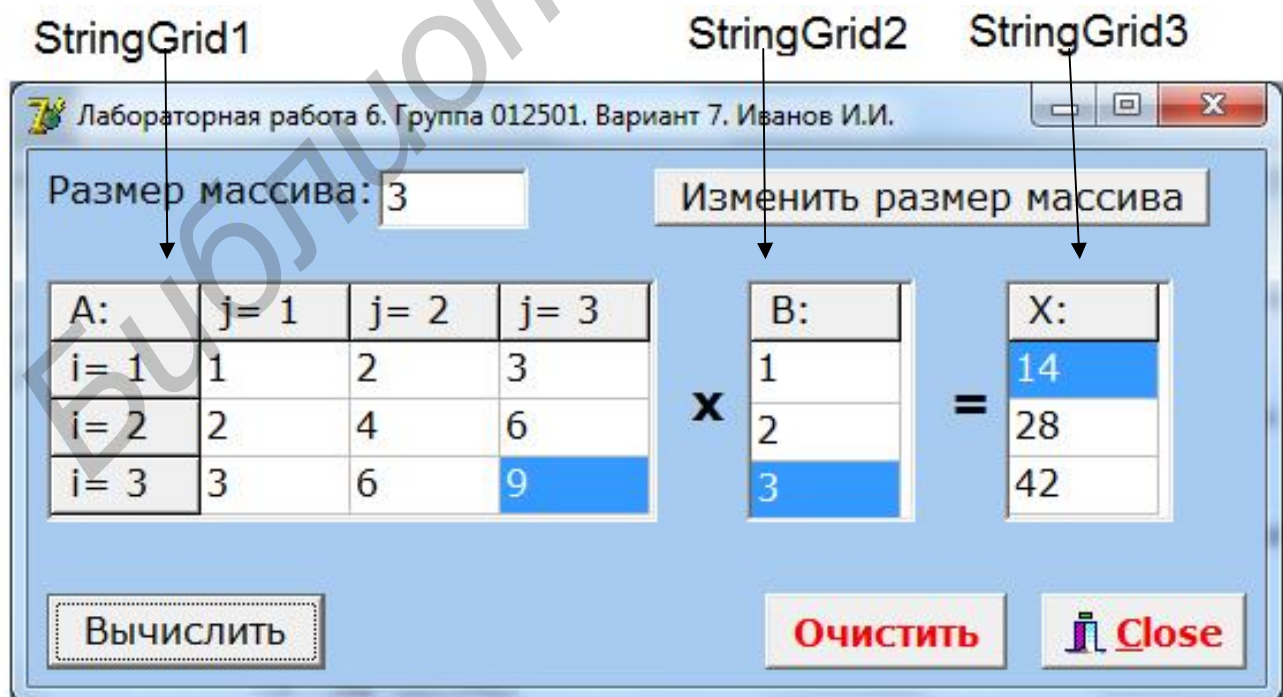 StringGrid1 StringGrid2 StringGrid3
Лабораторная работа 6. Группа 012501. Вариант 7. Иванов И.И.
Размер массива: 3 Изменить размер массива
A: j= 1 j= 2 j= 3 B: X:
i= 1 1 2 3 1 14
i= 2 2 4 6 x 2 = 28
i= 3 3 6 9 3 42
Вычислить Очистить Close